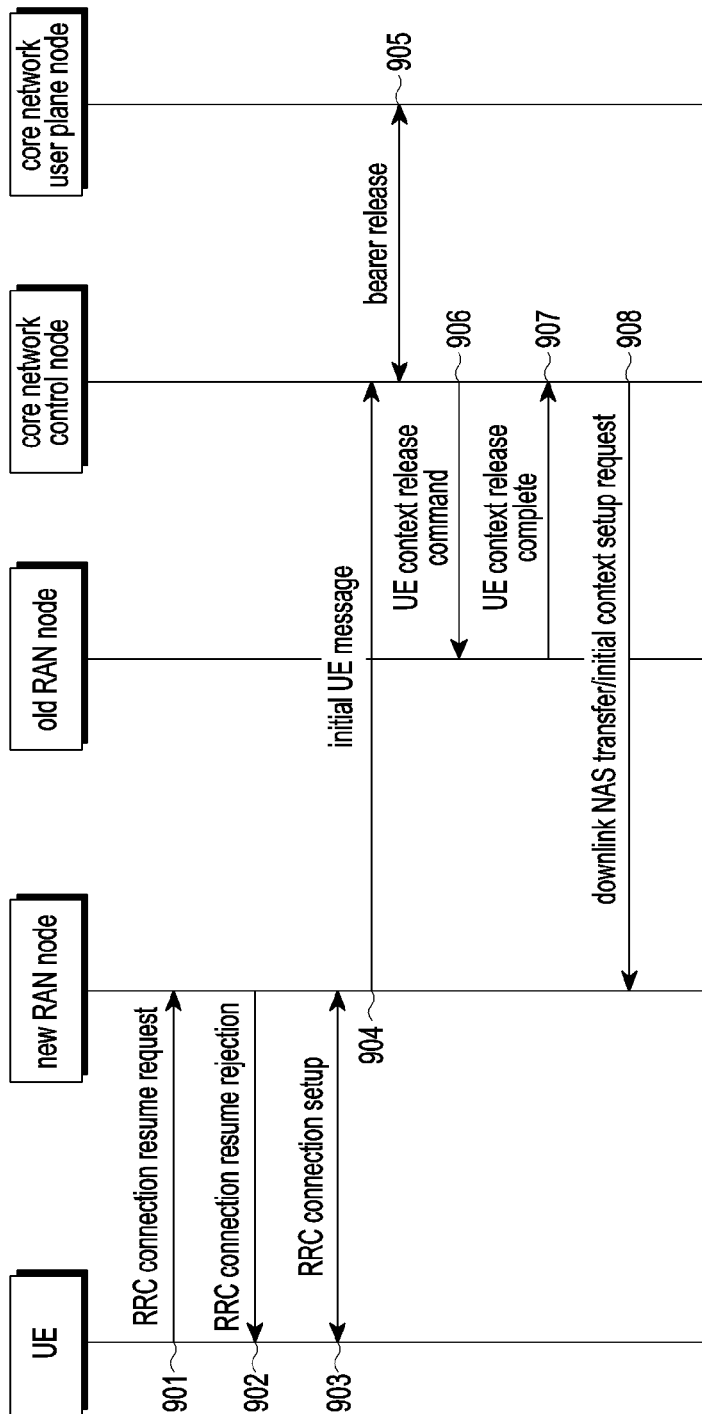 UE
new RAN node
old RAN node
core network
control node
core network
user plane node
RRC connection resume request
901
RRC connection resume rejection
902
RRC connection setup
903
initial UE message
904
bearer release
905
UE context release
command
906
UE context release
complete
907
downlink NAS transfer/initial context setup request
908